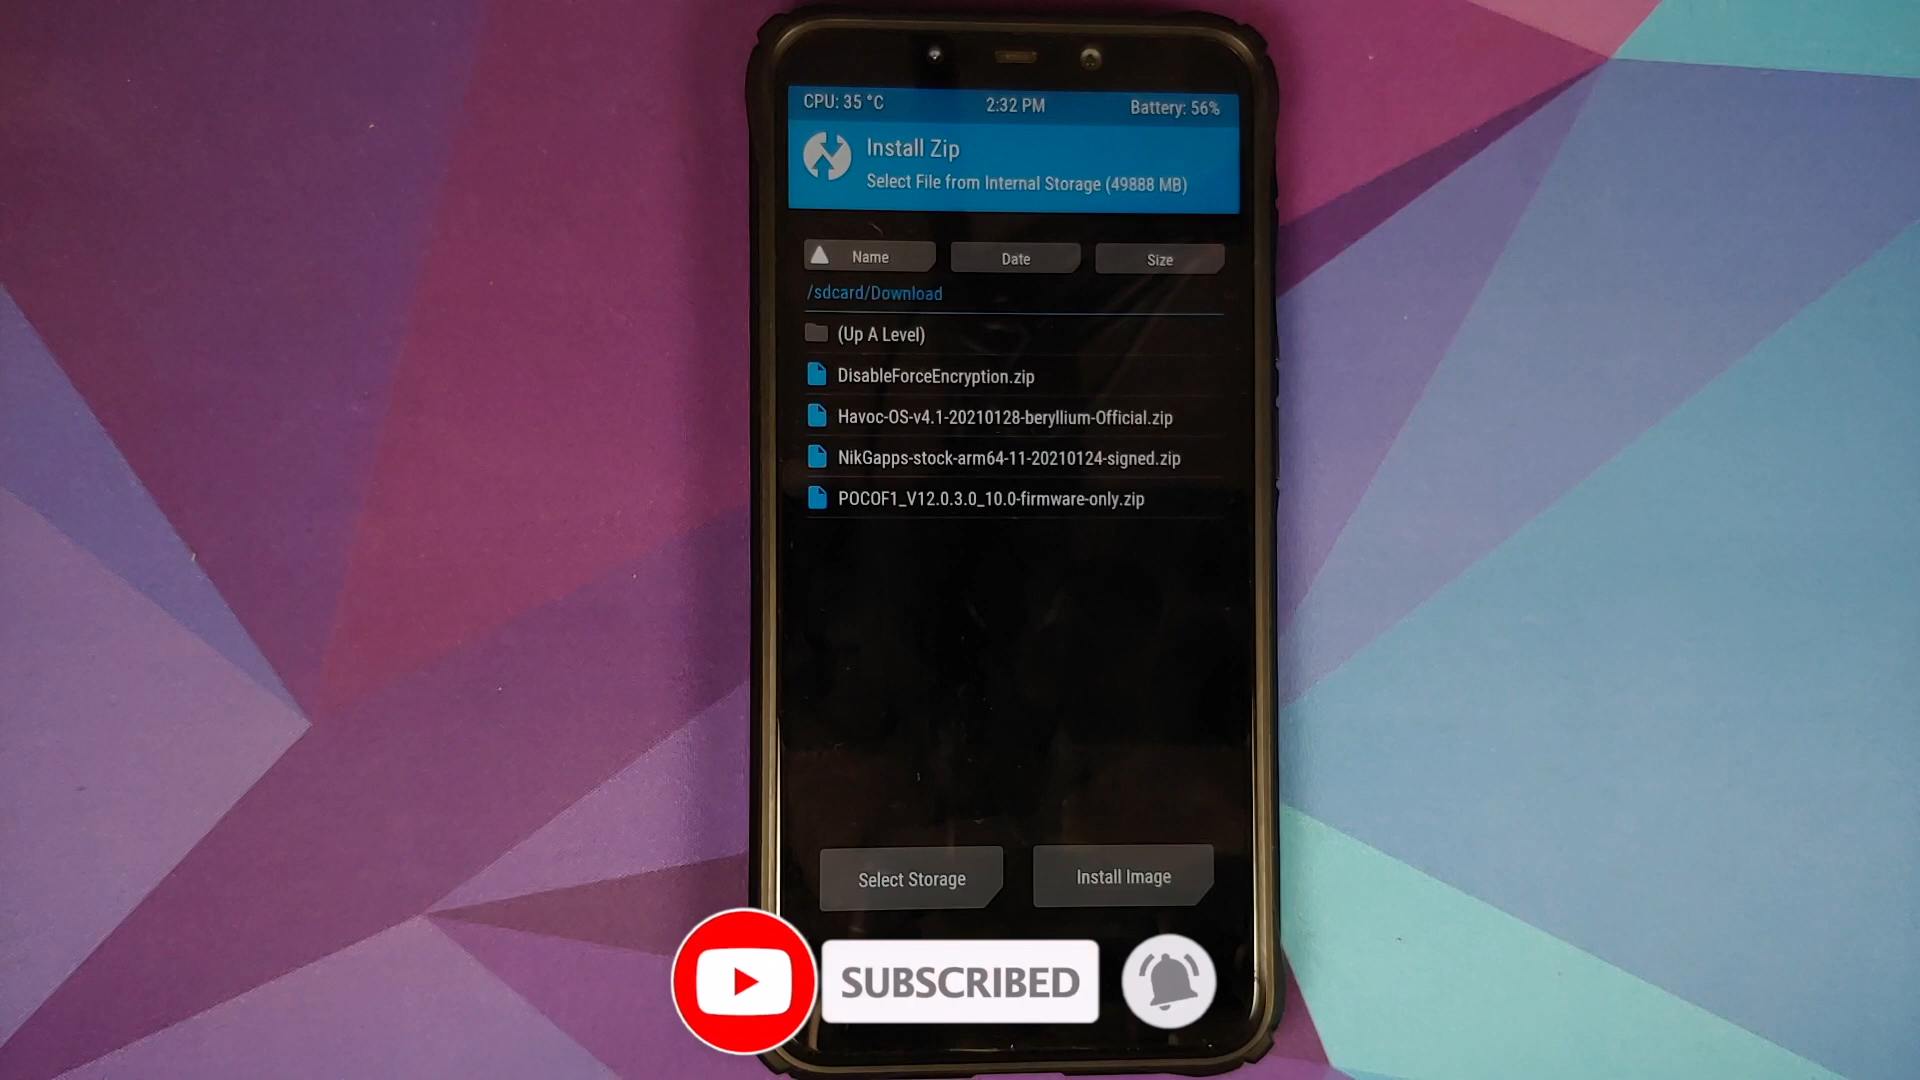 CPU: 35 °C 2:32 PM Battery: 56%
Install Zip
Select File from Internal Storage (49888 MB)
Name Date Size
/sdcard/Download
(Up A Level)
DisableForceEncryption.zip
Havoc-OS-v4.1-20210128-beryllium-Official.zip
NikGapps-stock-arm64-11-20210124-signed.zip
POCOF1_V12.0.3.0_10.0-firmware-only.zip
Select Storage Install Image
SUBSCRIBED